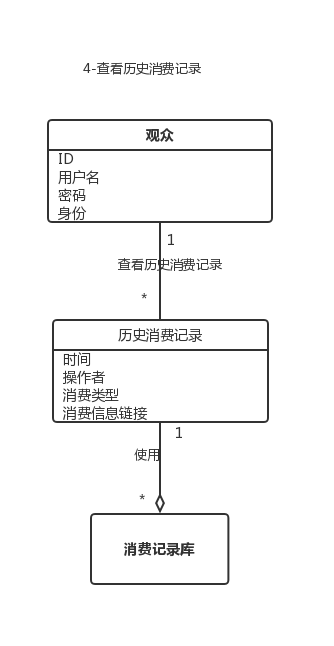 4-查看历史消费记录
观众
ID
用户名
密码
身份
1
查看历史消费记录
*
历史消费记录
时间
操作者
消费类型
消费信息链接
1
使用
*
消费记录库